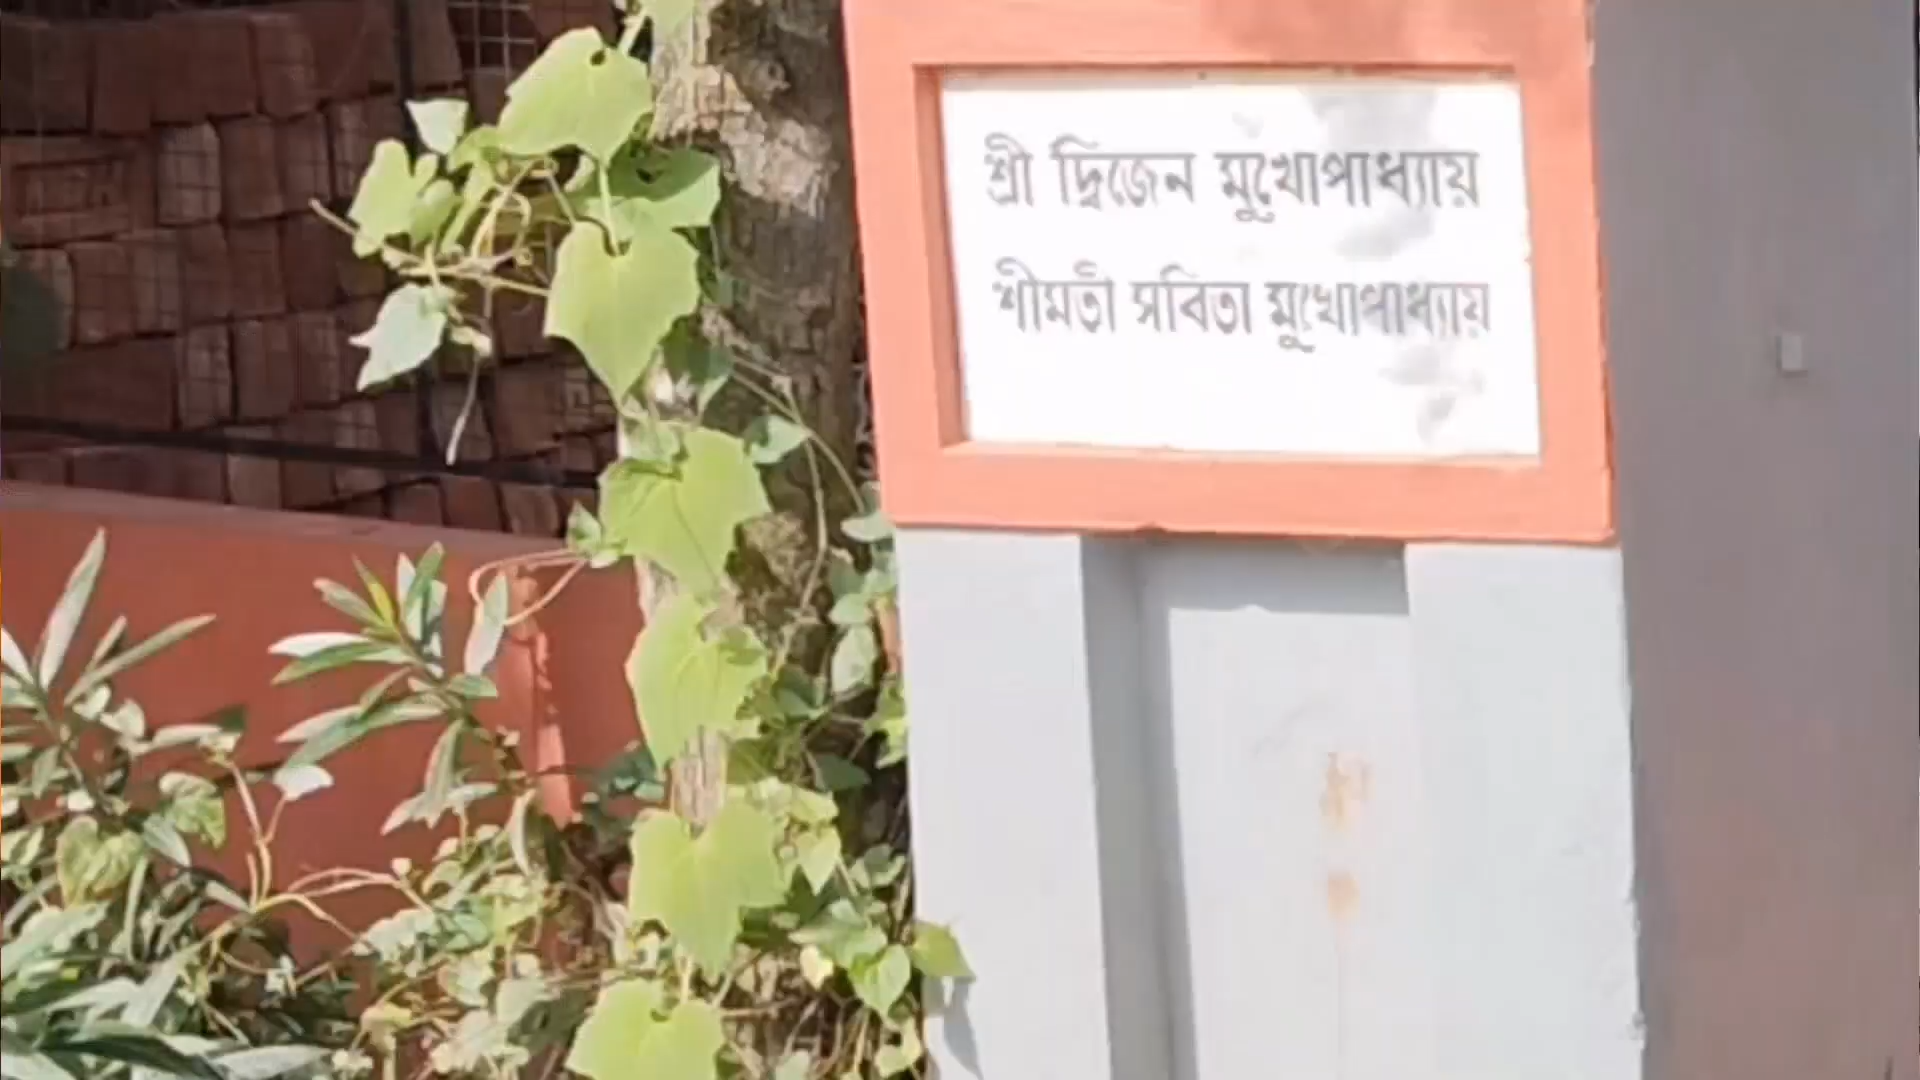 শ্রী দ্বিজেন মুখোপাধ্যায়
শ্রীমতী সবিতা মুখোপাধ্যায়